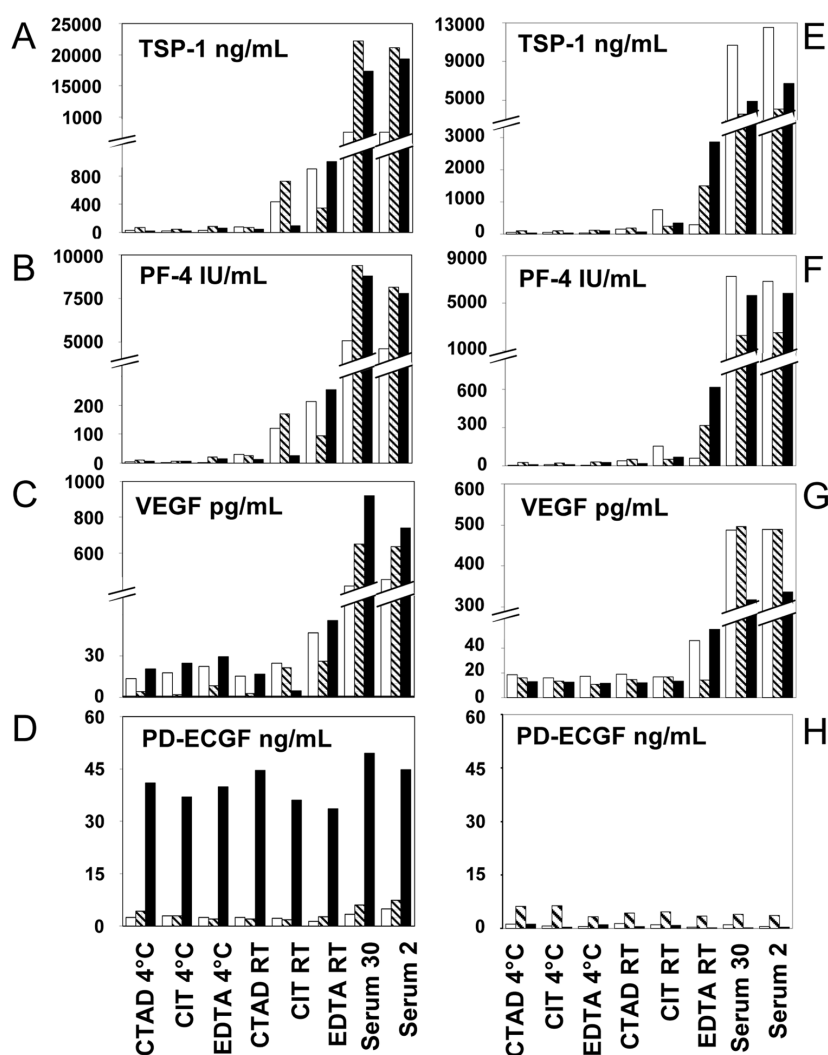 A
TSP-1 ng/mL
25000
20000
15000
1000
800
400
0
E
TSP-1 ng/mL
13000
9000
5000
3000
2000
1000
0
B
PF-4 IU/mL
10000
7500
5000
200
100
0
F
PF-4 IU/mL
9000
5000
1000
600
300
0
C
VEGF pg/mL
1000
800
600
30
0
G
VEGF pg/mL
600
500
400
300
40
20
0
D
PD-ECGF ng/mL
60
45
30
15
0
H
PD-ECGF ng/mL
60
45
30
15
0
CTAD 4°C
CIT 4°C
EDTA 4°C
CTAD RT
CIT RT
EDTA RT
Serum 30
Serum 2
CTAD 4°C
CIT 4°C
EDTA 4°C
CTAD RT
CIT RT
EDTA RT
Serum 30
Serum 2